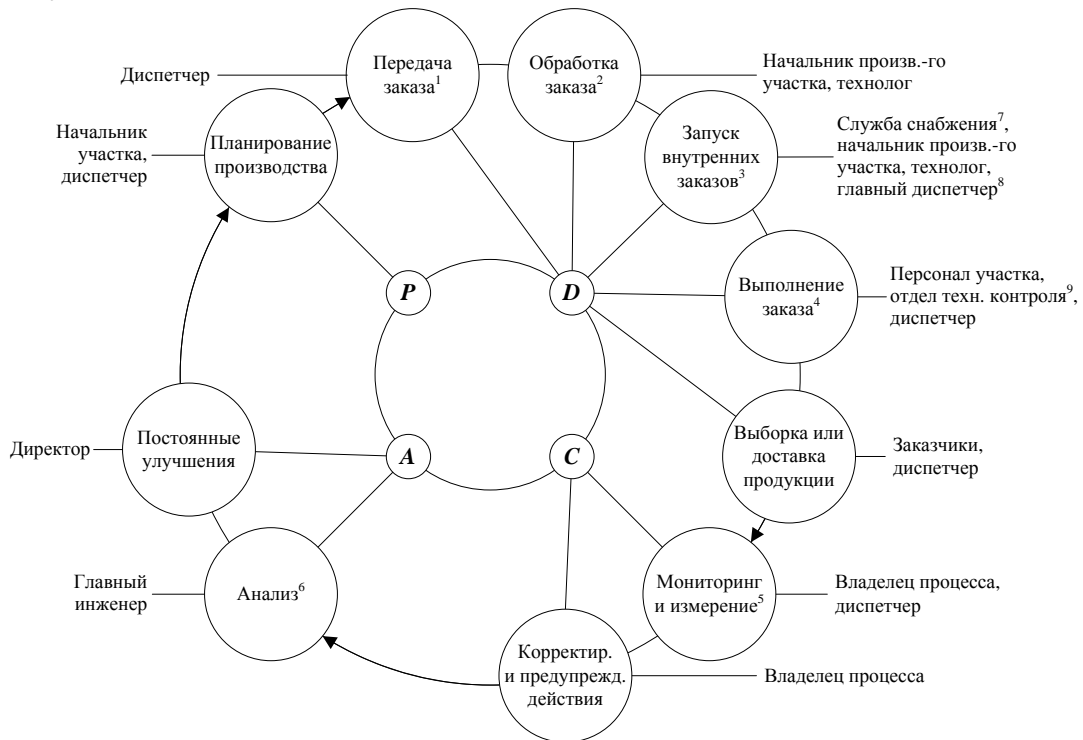 Диспетчер
Передача
заказа1
Обработка
заказа2
Начальник произв.-го
участка, технолог
Начальник
участка,
диспетчер
Планирование
производства
Запуск
внутренних
заказов3
Служба снабжения7,
начальник произв.-го
участка, технолог,
главный диспетчер8
P
D
Выполнение
заказа4
Персонал участка,
отдел техн. контроля9,
диспетчер
Директор
Постоянные
улучшения
A
C
Выборка или
доставка
продукции
Заказчики,
диспетчер
Главный
инженер
Анализ6
Мониторинг
и измерение5
Владелец процесса,
диспетчер
Корректир.
и предупрежд.
действия
Владелец процесса